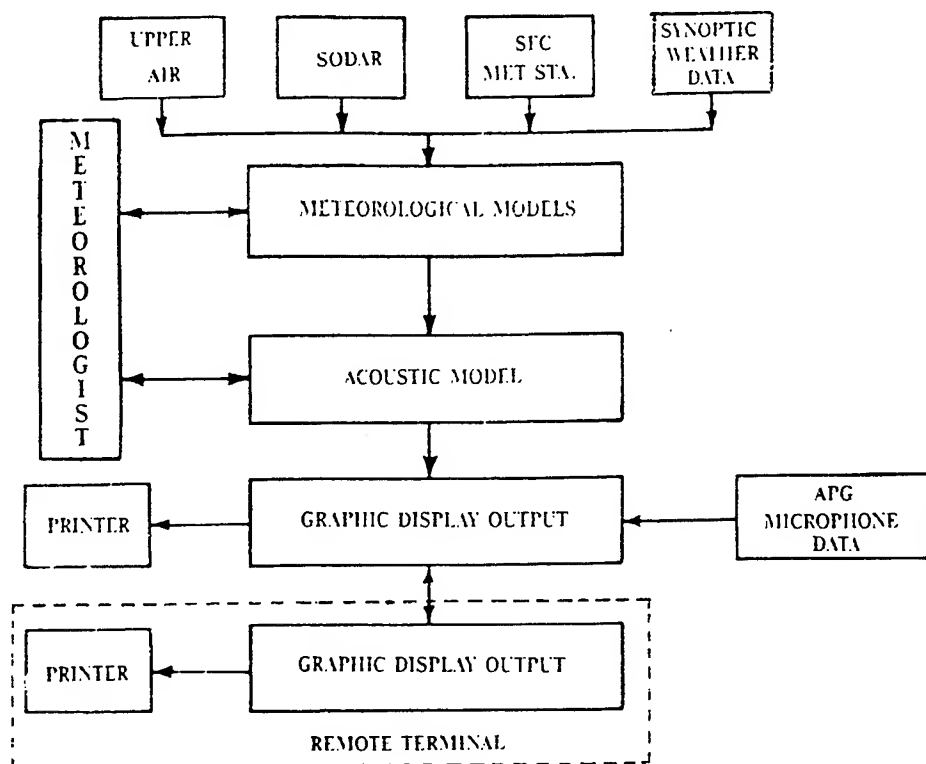 UPPER
AIR
SODAR
SFC
MET STA.
SYNOPTIC
WEATHER
DATA
METEOROLOGIST
METEOROLOGICAL MODELS
ACOUSTIC MODEL
PRINTER
GRAPHIC DISPLAY OUTPUT
APG
MICROPHONE
DATA
PRINTER
GRAPHIC DISPLAY OUTPUT
REMOTE TERMINAL